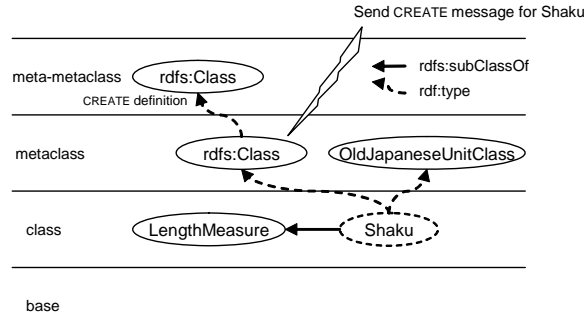 Send CREATE message for Shaku
meta-metaclass
rdfs:Class
rdfs:subClassOf
rdf:type
CREATE definition
metaclass
rdfs:Class
OldJapaneseUnitClass
class
LengthMeasure
Shaku
base